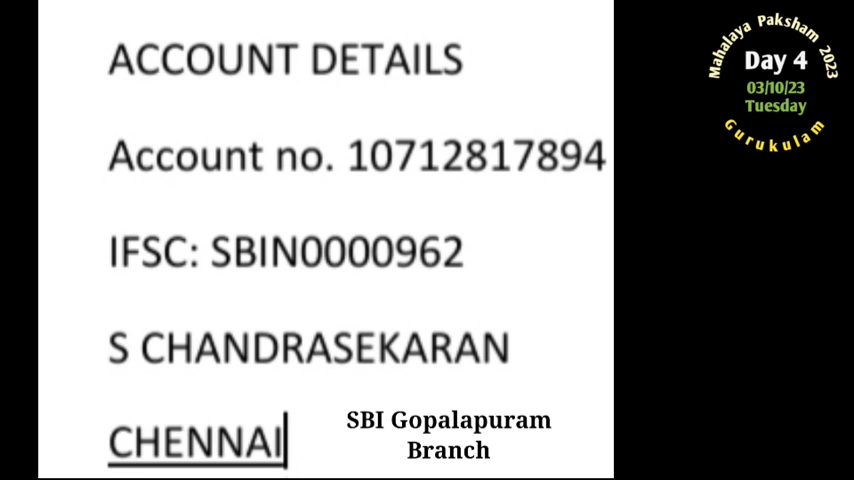 ACCOUNT DETAILS
Account no. 10712817894
IFSC: SBIN0000962
S CHANDRASEKARAN
CHENNAI
SBI Gopalapuram
Branch
Mahalaya Paksham 2023
Day 4
03/10/23
Tuesday
Gurukulam